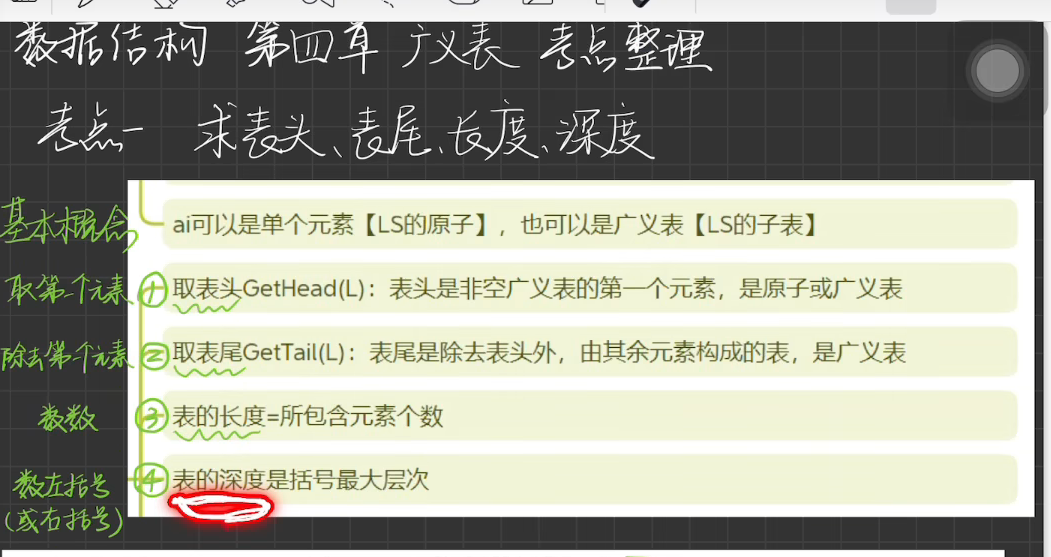 数据结构 第四章 广义表 考点整理
考点一 求表头、表尾、长度、深度
基本概念
ai可以是单个元素【LS的原子】，也可以是广义表【LS的子表】
取第一个元素 ① 取表头GetHead(L)：表头是非空广义表的第一个元素，是原子或广义表
除去第一个元素 ② 取表尾GetTail(L)：表尾是除去表头外，由其余元素构成的表，是广义表
数数 ③ 表的长度=所包含元素个数
数左括号 ④ 表的深度是括号最大层次
(或右括号)